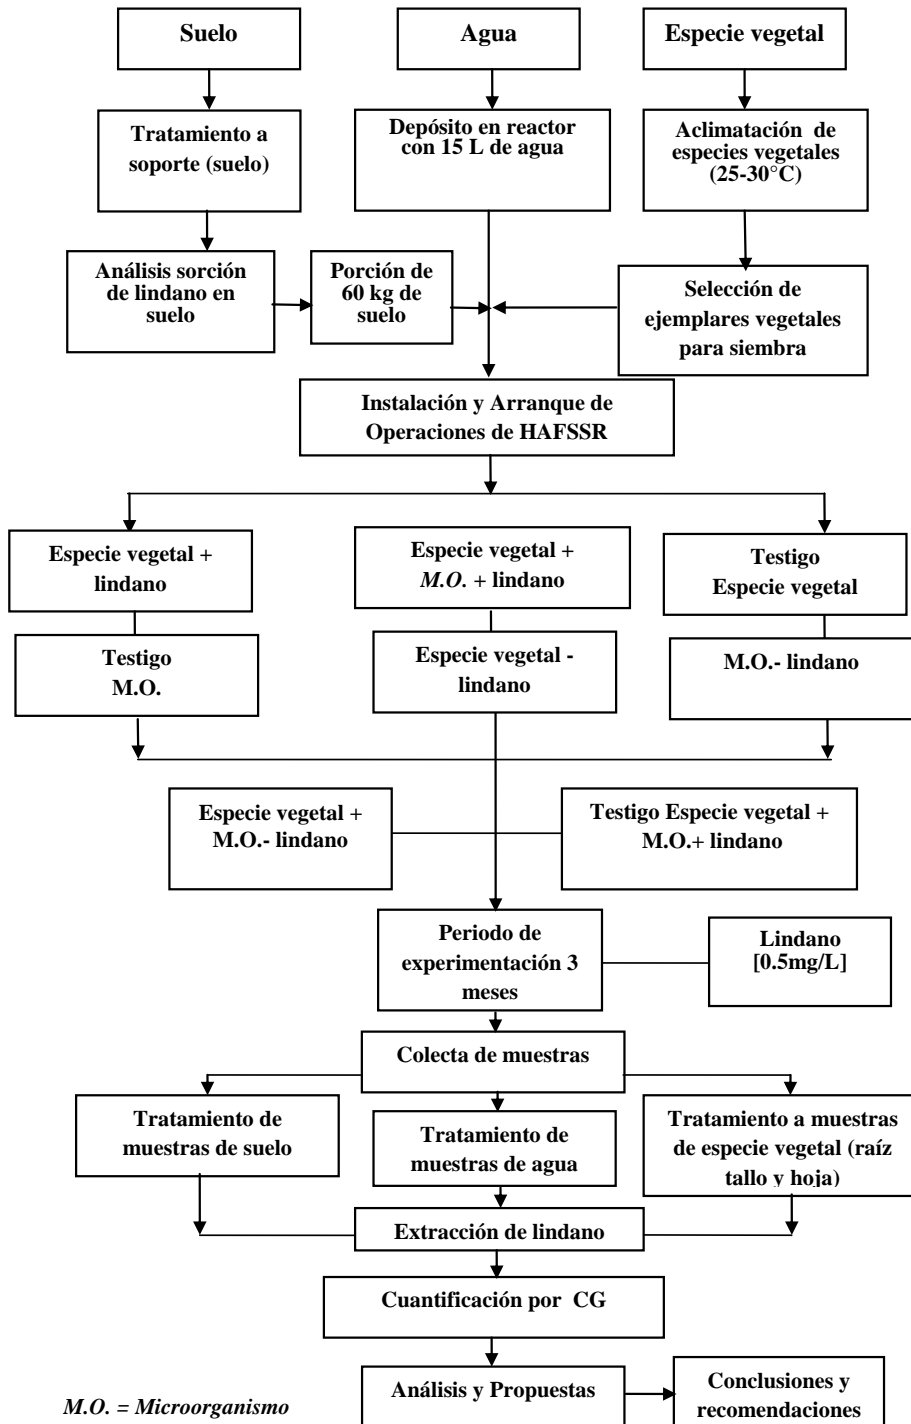 Suelo
Agua
Especie vegetal
Tratamiento a
soporte (suelo)
Depósito en reactor
con 15 L de agua
Aclimatación de
especies vegetales
(25-30°C)
Análisis sorción
de lindano en
suelo
Porción de
60 kg de
suelo
Selección de
ejemplares vegetales
para siembra
Instalación y Arranque de
Operaciones de HAFSSR
Especie vegetal +
lindano
Especie vegetal +
M.O. + lindano
Testigo
Especie vegetal
Testigo
M.O.
Especie vegetal -
lindano
M.O.- lindano
Especie vegetal +
M.O.- lindano
Testigo Especie vegetal +
M.O.+ lindano
Periodo de
experimentación 3
meses
Lindano
[0.5mg/L]
Colecta de muestras
Tratamiento de
muestras de suelo
Tratamiento de
muestras de agua
Tratamiento a muestras
de especie vegetal (raíz
tallo y hoja)
Extracción de lindano
Cuantificación por CG
Análisis y Propuestas
Conclusiones y
recomendaciones
M.O. = Microorganismo